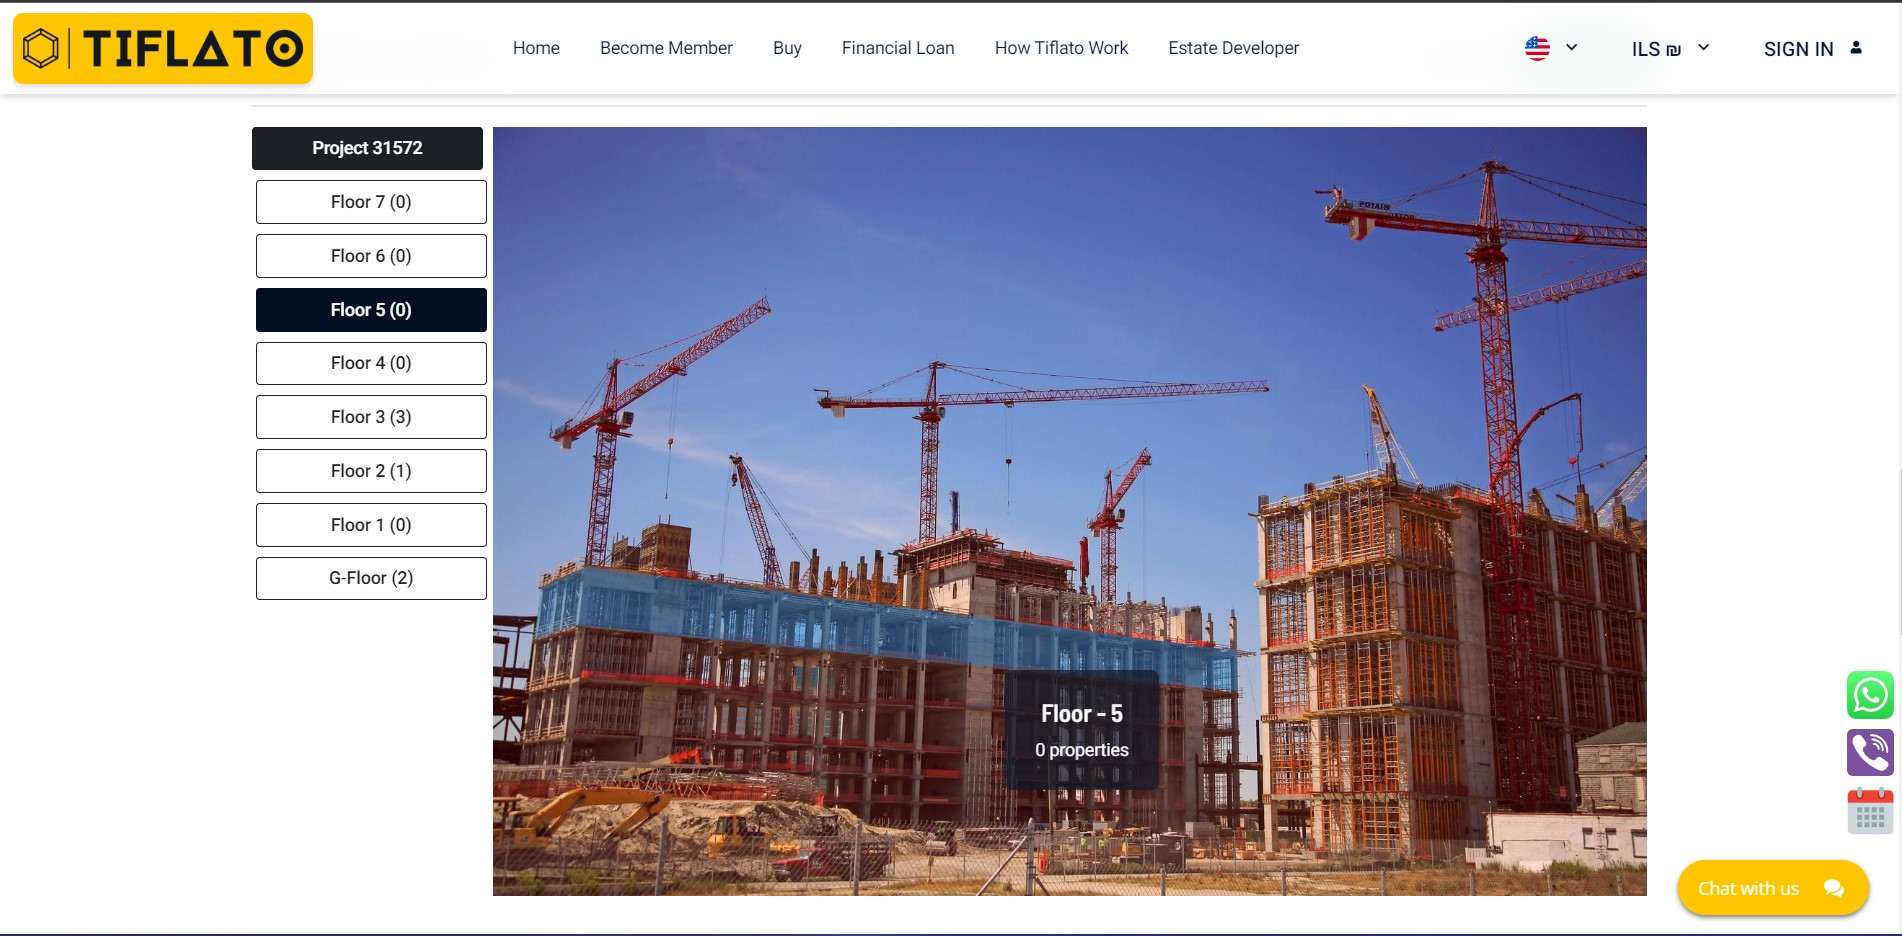 TIFLATO
Home
Become Member
Buy
Financial Loan
How Tiflato Work
Estate Developer
ILS ₪
SIGN IN
Project 31572
Floor 7 (0)
Floor 6 (0)
Floor 5 (0)
Floor 4 (0)
Floor 3 (3)
Floor 2 (1)
Floor 1 (0)
G-Floor (2)
POTAIN
Floor - 5
0 properties
Chat with us